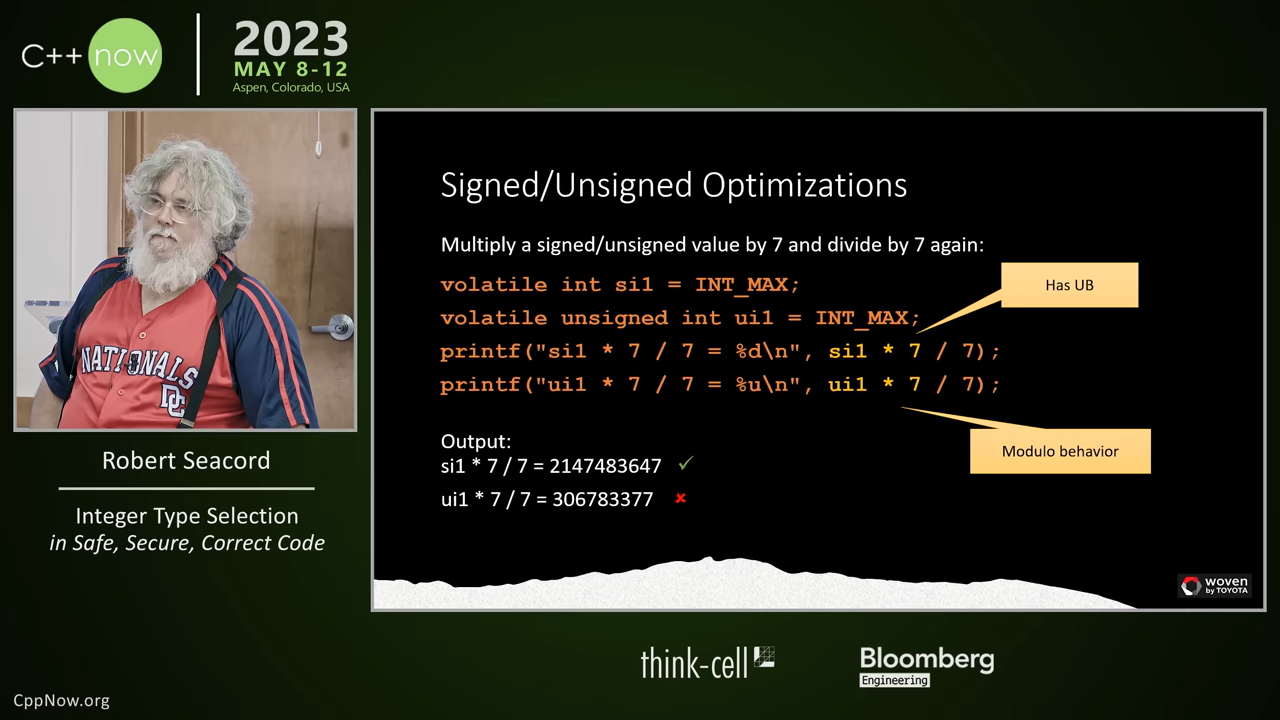 C++ now
2023
MAY 8-12
Aspen, Colorado, USA
NATIONALS
DC
Robert Seacord
Integer Type Selection
in Safe, Secure, Correct Code
Signed/Unsigned Optimizations
Multiply a signed/unsigned value by 7 and divide by 7 again:
volatile int si1 = INT_MAX;
volatile unsigned int ui1 = INT_MAX;
printf("si1 * 7 / 7 = %d\n", si1 * 7 / 7);
printf("ui1 * 7 / 7 = %u\n", ui1 * 7 / 7);
Has UB
Modulo behavior
Output:
si1 * 7 / 7 = 2147483647 ✓
ui1 * 7 / 7 = 306783377 ✘
woven
by TOYOTA
think-cell
Bloomberg
Engineering
CppNow.org